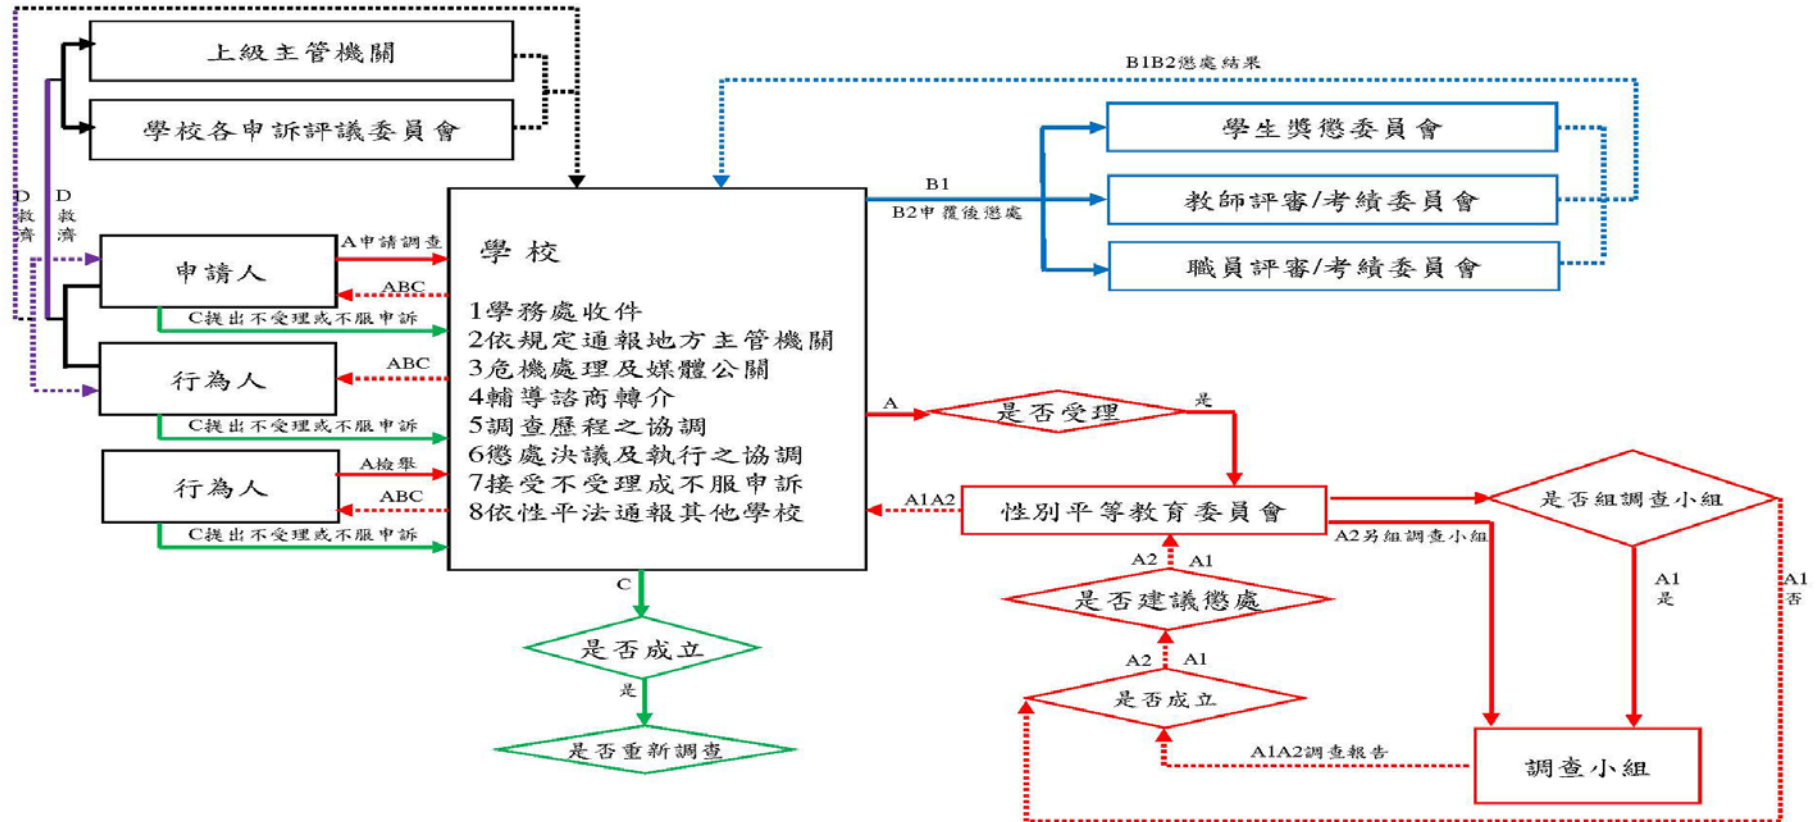 上級主管機關
學校各申訴評議委員會
D救濟
D救濟
B1B2懲處結果
學生獎懲委員會
教師評審/考績委員會
職員評審/考績委員會
B1
B2申覆後懲處
申請人
A申請調查
ABC
C提出不受理或不服申訴
行為人
ABC
C提出不受理或不服申訴
行為人
A檢舉
ABC
C提出不受理或不服申訴
學校
1學務處收件
2依規定通報地方主管機關
3危機處理及媒體公關
4輔導諮商轉介
5調查歷程之協調
6懲處決議及執行之協調
7接受不受理成不服申訴
8依性平法通報其他學校
A
是否受理
是
A1A2
性別平等教育委員會
是否組調查小組
A2另組調查小組
A1是
A1否
A2
A1
是否建議懲處
A2
A1
是否成立
A1A2調查報告
調查小組
C
是否成立
是
是否重新調查